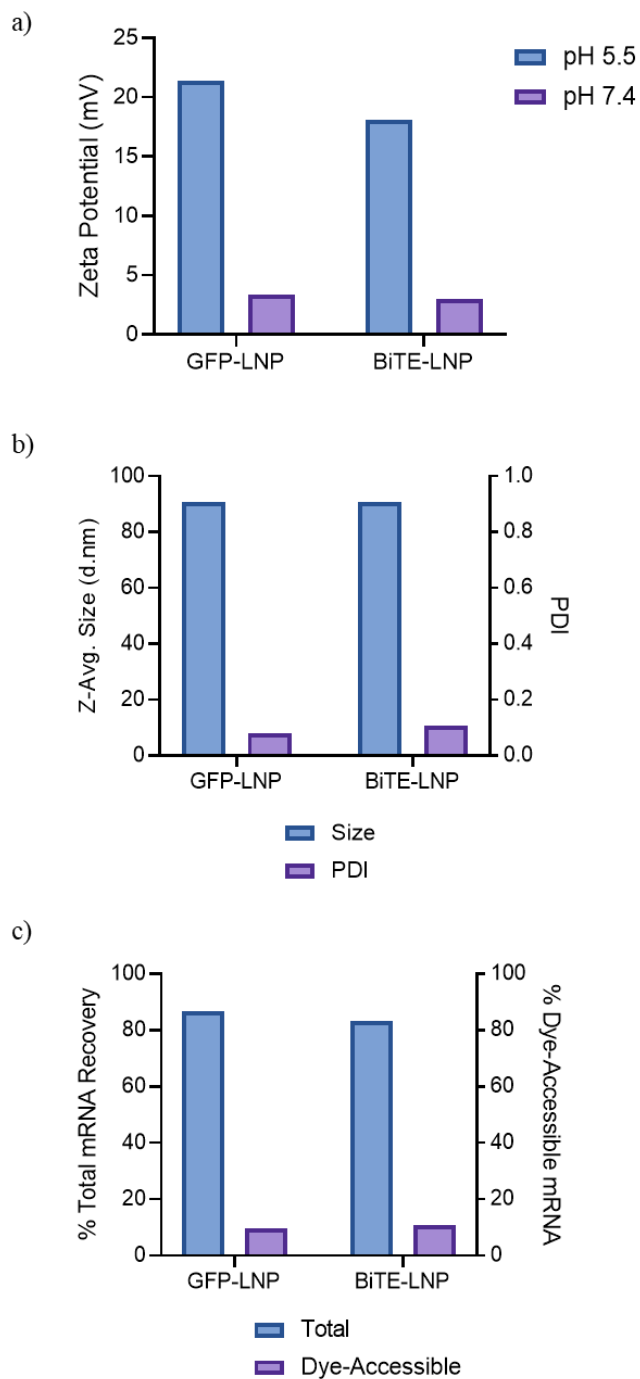 a)
Zeta Potential (mV)
25
20
15
10
5
0
GFP-LNP
BiTE-LNP
pH 5.5
pH 7.4
b)
Z-Avg. Size (d.nm)
100
80
60
40
20
0
1.0
0.8
0.6
0.4
0.2
0.0
PDI
GFP-LNP
BiTE-LNP
Size
PDI
c)
% Total mRNA Recovery
100
80
60
40
20
0
100
80
60
40
20
0
% Dye-Accessible mRNA
GFP-LNP
BiTE-LNP
Total
Dye-Accessible